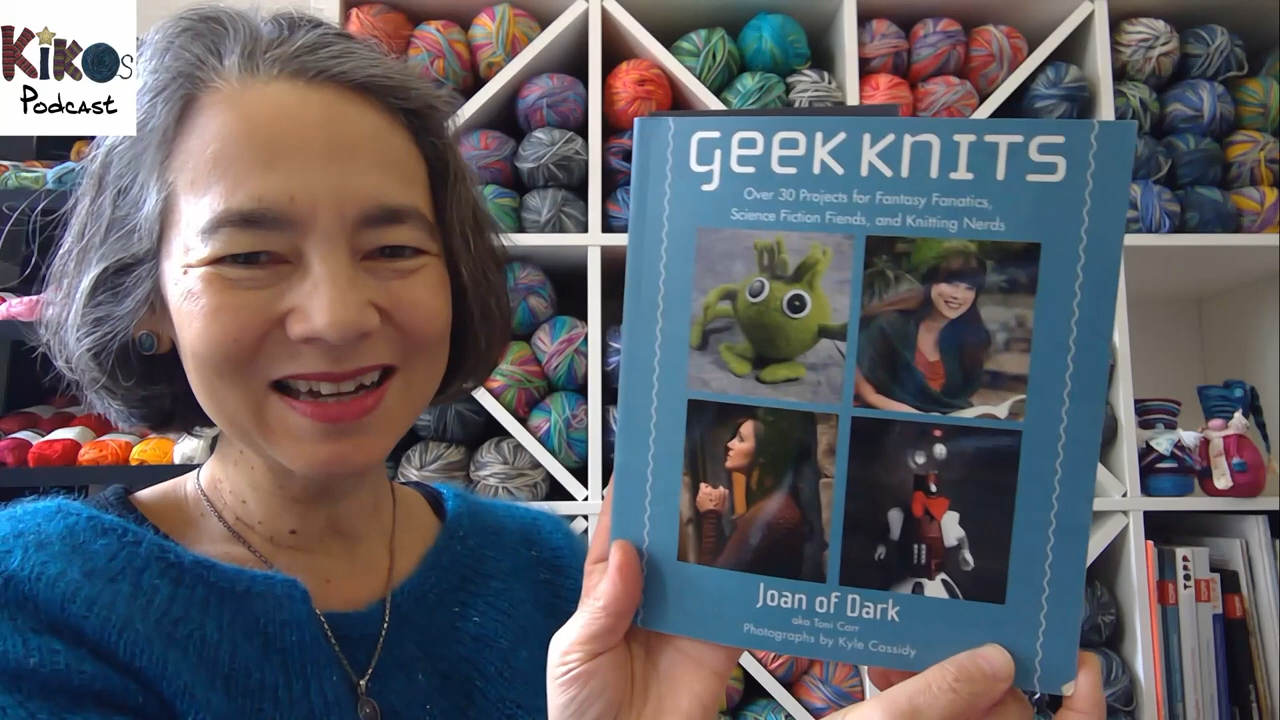 KIKOs
Podcast
GEEK KNITS
Over 30 Projects for Fantasy Fanatics,
Science Fiction Fiends, and Knitting Nerds
Joan of Dark
aka Toni Carr
Photographs by Kyle Cassidy
TOPP